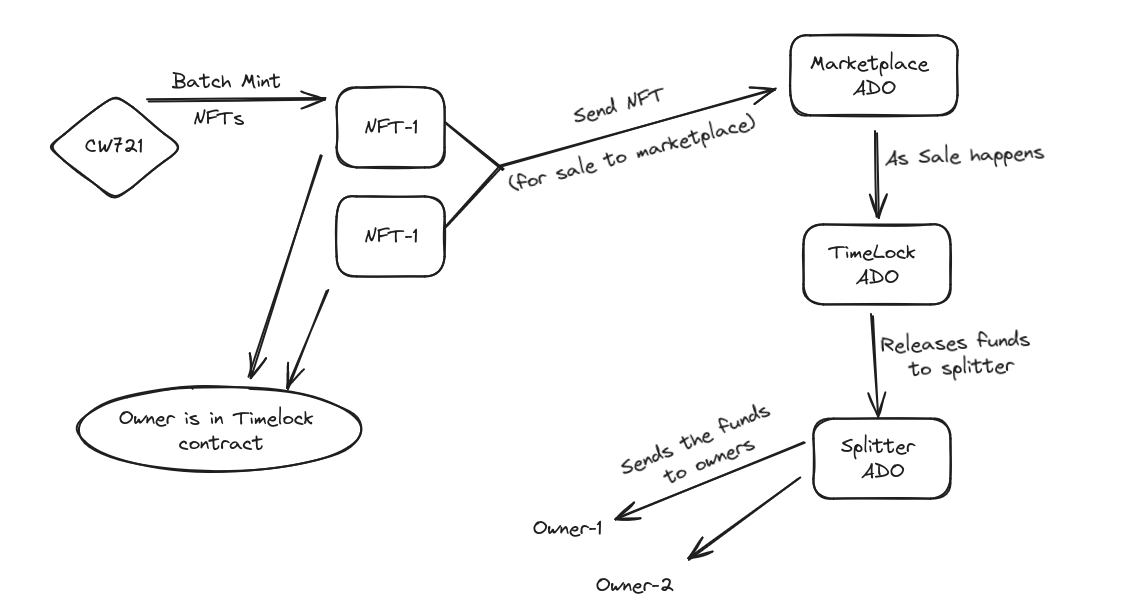 Batch Mint
NFTs
CW721
NFT-1
NFT-1
Send NFT
(for sale to marketplace)
Marketplace
ADO
As Sale happens
TimeLock
ADO
Releases funds
to splitter
Splitter
ADO
Sends the funds
to owners
Owner-1
Owner-2
Owner is in Timelock
contract